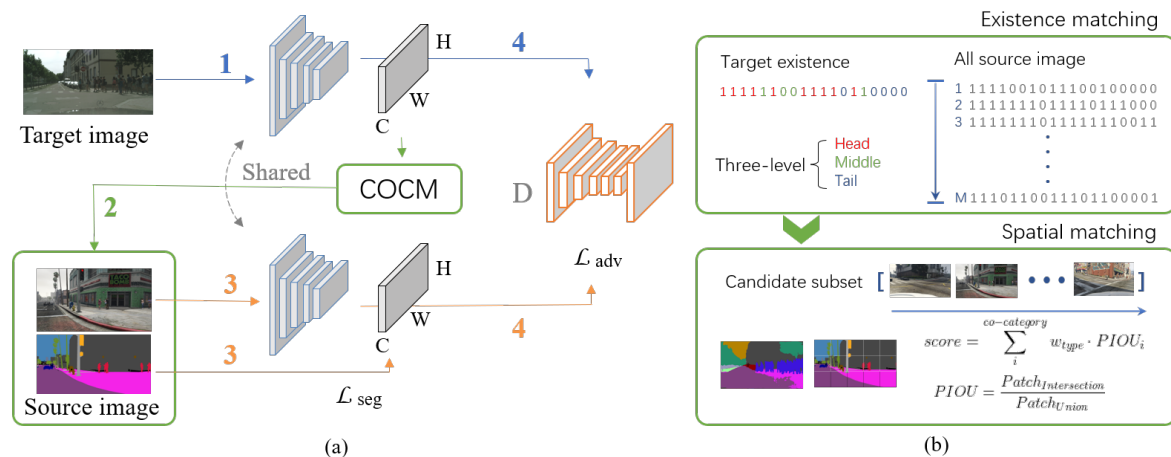 1
4
H
W
C
Target image
Shared
COCM
2
D
3
3
H
W
C
4
L adv
L seg
Source image
(a)
Existence matching
Target existence
1111110011110110000
All source image
1 1111001011100100000
2 1111101011101110000
3 1111111011111110011
M 1110110011101100001
Three-level
Head
Middle
Tail
Spatial matching
Candidate subset [ ]
score = co-category ∑ i w_type · PIOU_i
PIOU = Patch_Intersection / Patch_Union
(b)